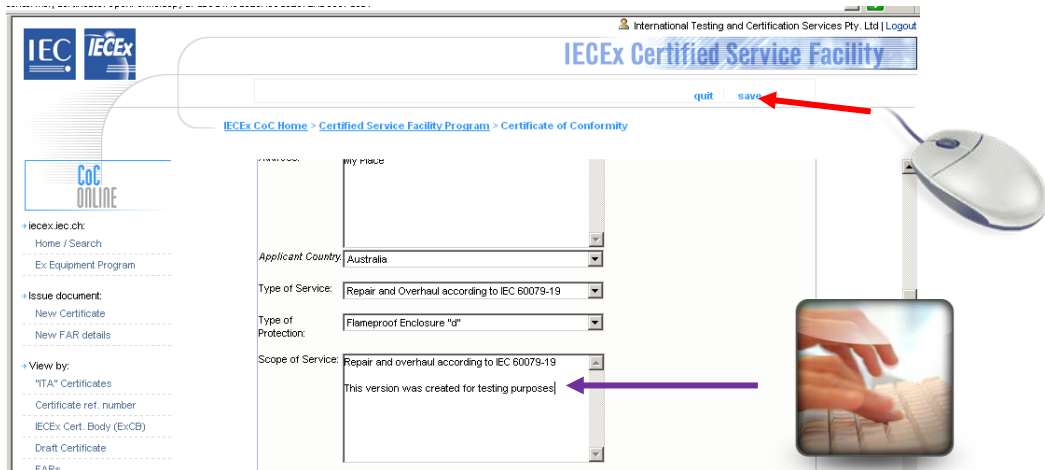 International Testing and Certification Services Pty. Ltd | Logout
IEC IECEx
IECEx Certified Service Facility
quit save
IECEx CoC Home > Certified Service Facility Program > Certificate of Conformity
My Place
CoC
ONLINE
iecex.iec.ch:
Home / Search
Ex Equipment Program
Issue document:
New Certificate
New FAR details
View by:
"ITA" Certificates
Certificate ref. number
IECEx Cert. Body (ExCB)
Draft Certificate
FARs
Applicant Country: Australia
Type of Service: Repair and Overhaul according to IEC 60079-19
Type of Protection: Flameproof Enclosure "d"
Scope of Service: Repair and overhaul according to IEC 60079-19
This version was created for testing purposes